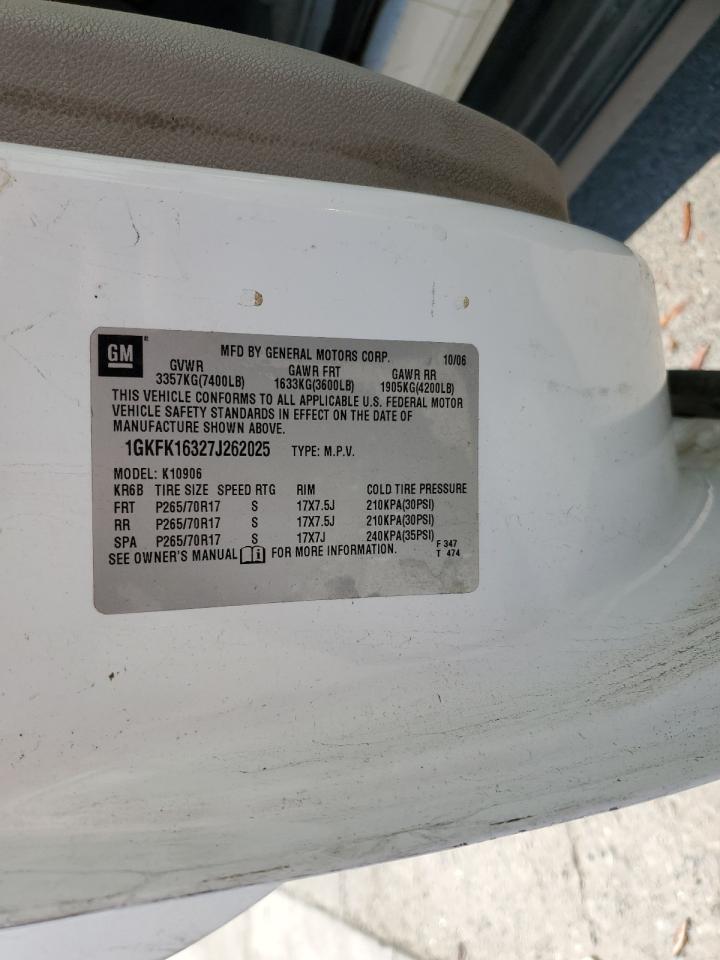 GM® MFD BY GENERAL MOTORS CORP. 10/06
GVWR GAWR FRT GAWR RR
3357KG(7400LB) 1633KG(3600LB) 1905KG(4200LB)
THIS VEHICLE CONFORMS TO ALL APPLICABLE U.S. FEDERAL MOTOR
VEHICLE SAFETY STANDARDS IN EFFECT ON THE DATE OF
MANUFACTURE SHOWN ABOVE.
1GKFK16327J262025 TYPE: M.P.V.
MODEL: K10906
KR6B TIRE SIZE SPEED RTG RIM COLD TIRE PRESSURE
FRT P265/70R17 S 17X7.5J 210KPA(30PSI)
RR P265/70R17 S 17X7.5J 210KPA(30PSI)
SPA P265/70R17 S 17X7J 240KPA(35PSI)
SEE OWNER'S MANUAL i FOR MORE INFORMATION. F 347
T 474